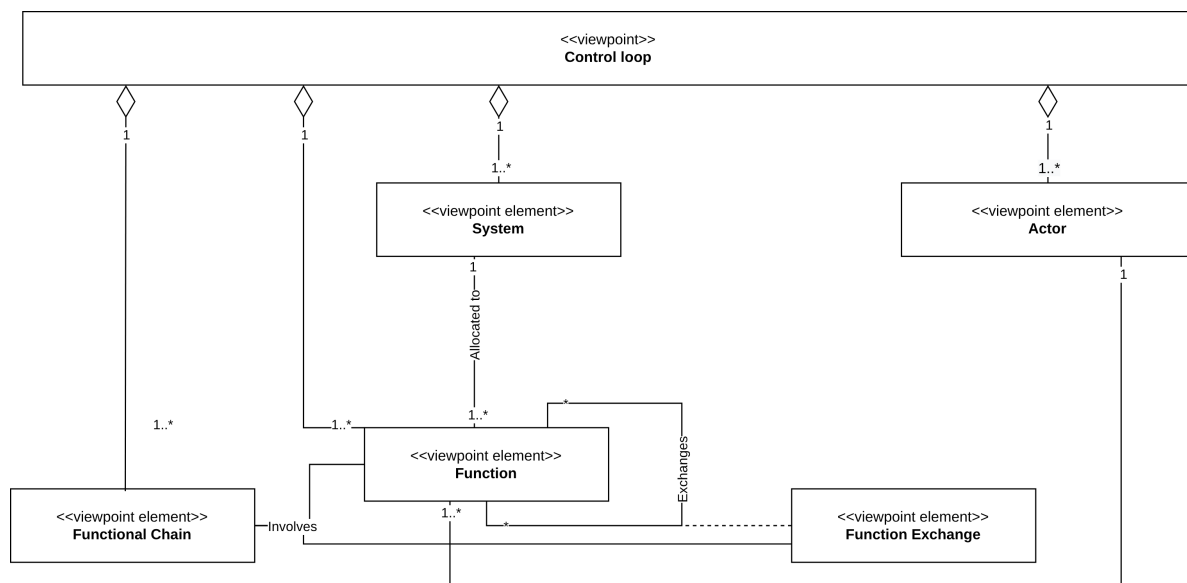 <<viewpoint>>
Control loop
1
1
1
1
1..*
1..*
<<viewpoint element>>
System
<<viewpoint element>>
Actor
1
1
Allocated to
1..*
1..*
1..*
*
<<viewpoint element>>
Function
Exchanges
1..*
*
<<viewpoint element>>
Functional Chain
Involves
<<viewpoint element>>
Function Exchange